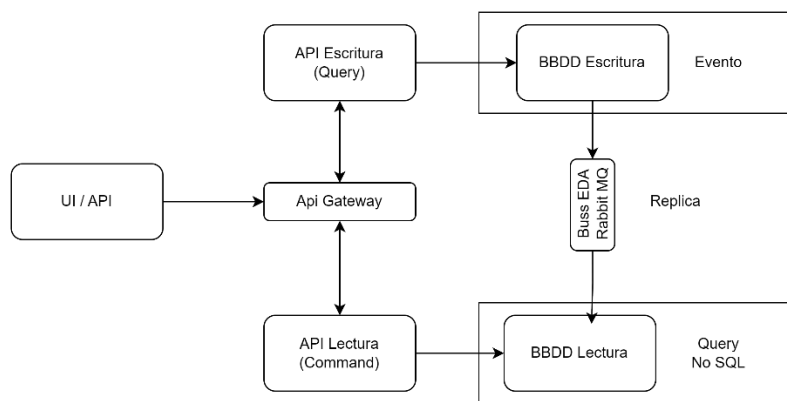 API Escritura
(Query)
BBDD Escritura
Evento
UI / API
Api Gateway
Buss EDA
Rabbit MQ
Replica
API Lectura
(Command)
BBDD Lectura
Query
No SQL